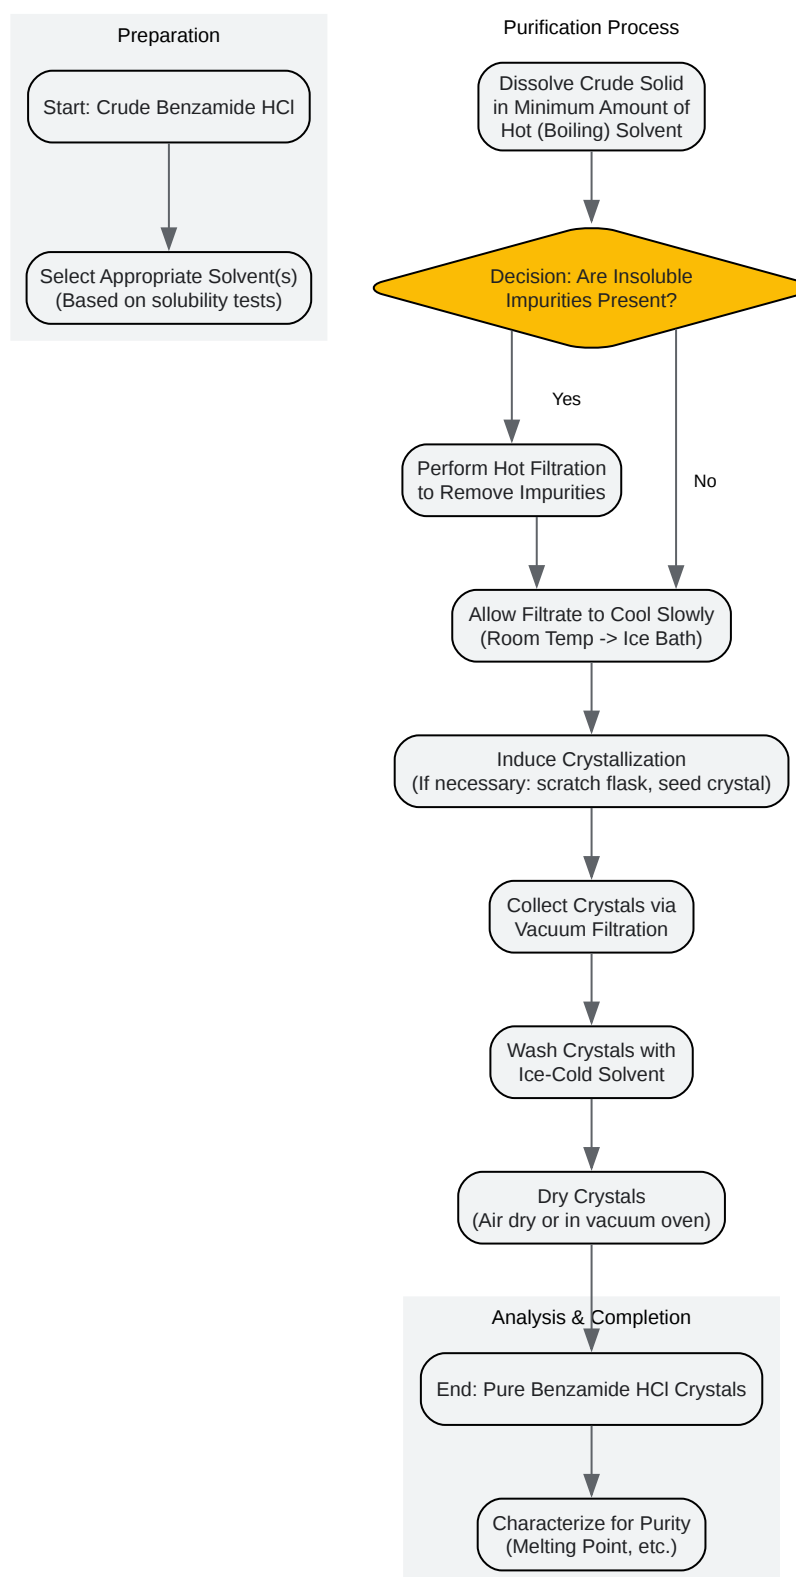 Preparation
Start: Crude Benzamide HCl
Select Appropriate Solvent(s)
(Based on solubility tests)
Purification Process
Dissolve Crude Solid
in Minimum Amount of
Hot (Boiling) Solvent
Decision: Are Insoluble
Impurities Present?
Yes
Perform Hot Filtration
to Remove Impurities
No
Allow Filtrate to Cool Slowly
(Room Temp -> Ice Bath)
Induce Crystallization
(If necessary: scratch flask, seed crystal)
Collect Crystals via
Vacuum Filtration
Wash Crystals with
Ice-Cold Solvent
Dry Crystals
(Air dry or in vacuum oven)
Analysis & Completion
End: Pure Benzamide HCl Crystals
Characterize for Purity
(Melting Point, etc.)